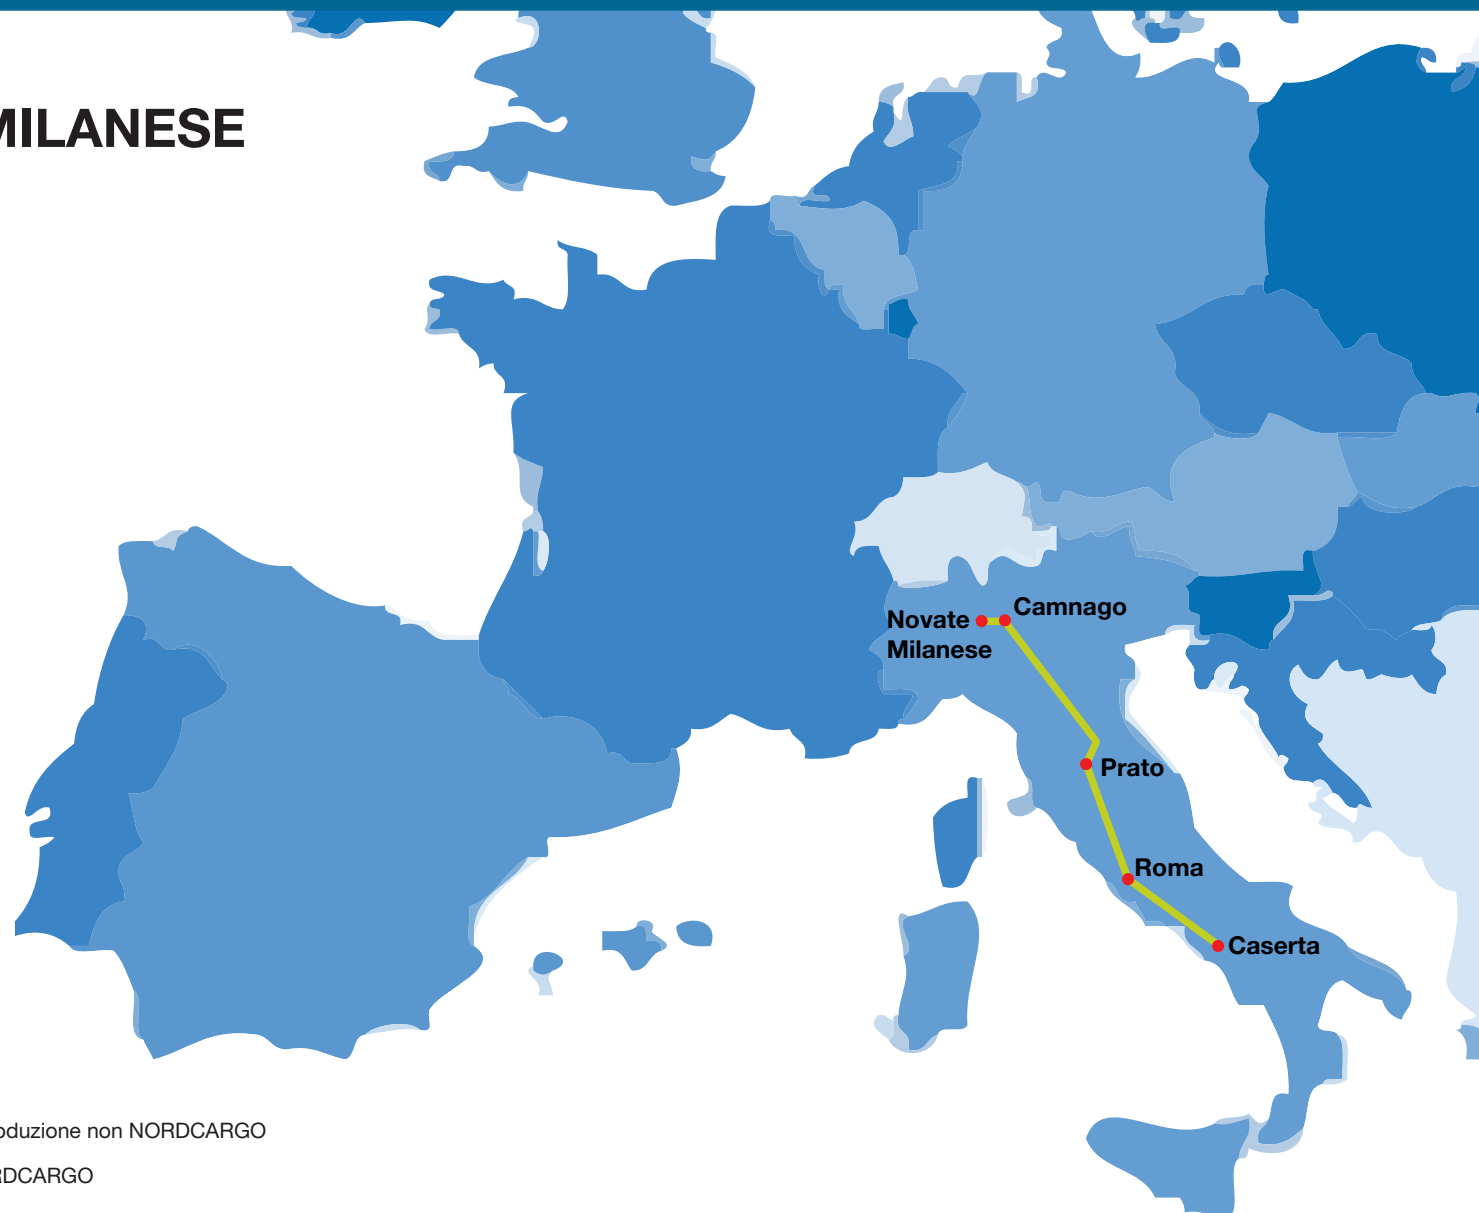 MILANESE
Camnago
Novate
Milanese
Prato
Roma
Caserta
oduzione non NORDCARGO
RDCARGO